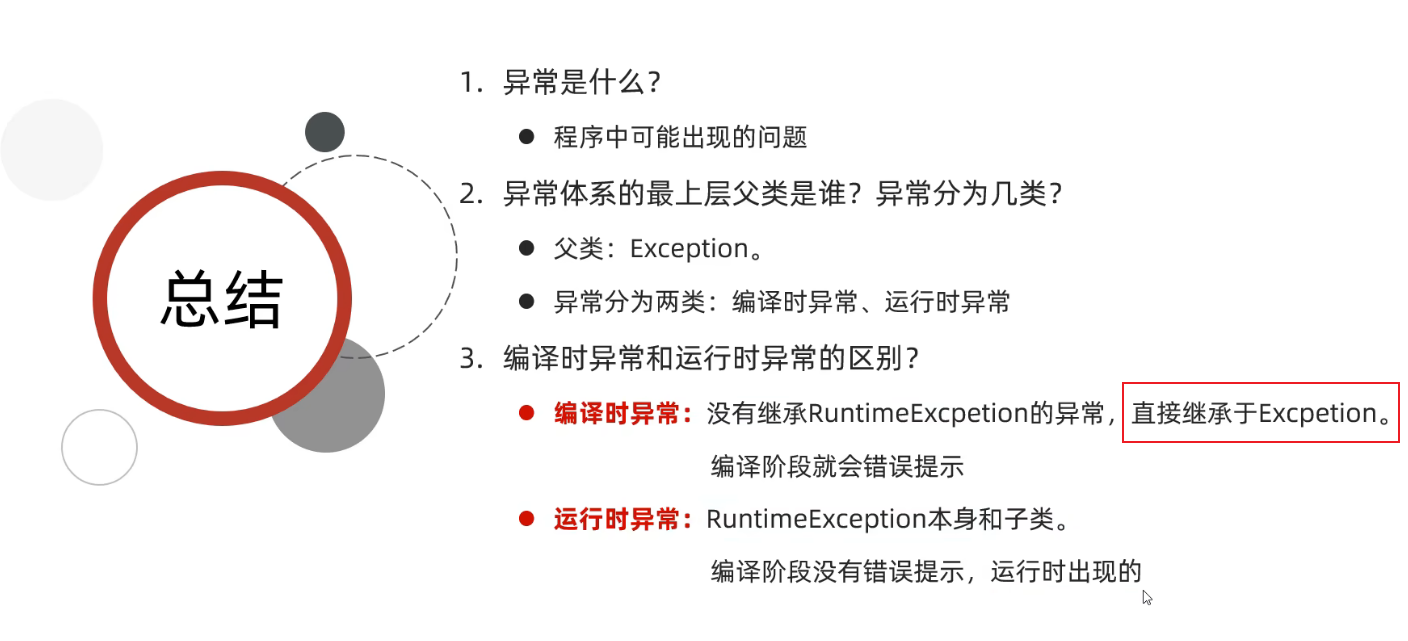 总结
1. 异常是什么?
● 程序中可能出现的问题
2. 异常体系的最上层父类是谁?异常分为几类?
● 父类:Exception。
● 异常分为两类:编译时异常、运行时异常
3. 编译时异常和运行时异常的区别?
● 编译时异常:没有继承RuntimeExcpetion的异常,直接继承于Excpetion。
编译阶段就会错误提示
● 运行时异常:RuntimeException本身和子类。
编译阶段没有错误提示,运行时出现的